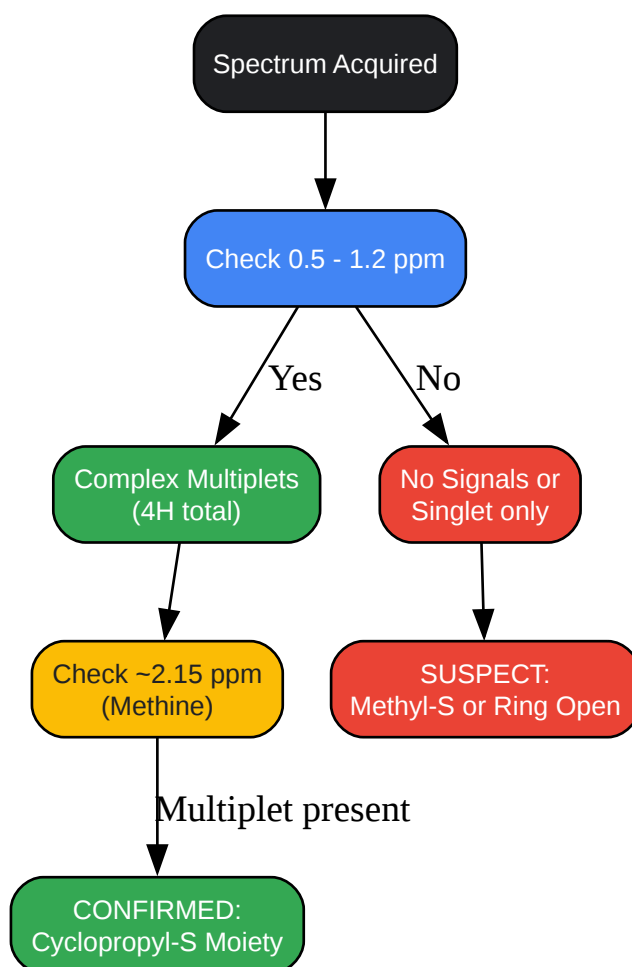 Spectrum Acquired
Check 0.5 - 1.2 ppm
Yes
No
Complex Multiplets
(4H total)
No Signals or
Singlet only
Check ~2.15 ppm
(Methine)
SUSPECT:
Methyl-S or Ring Open
Multiplet present
CONFIRMED:
Cyclopropyl-S Moiety